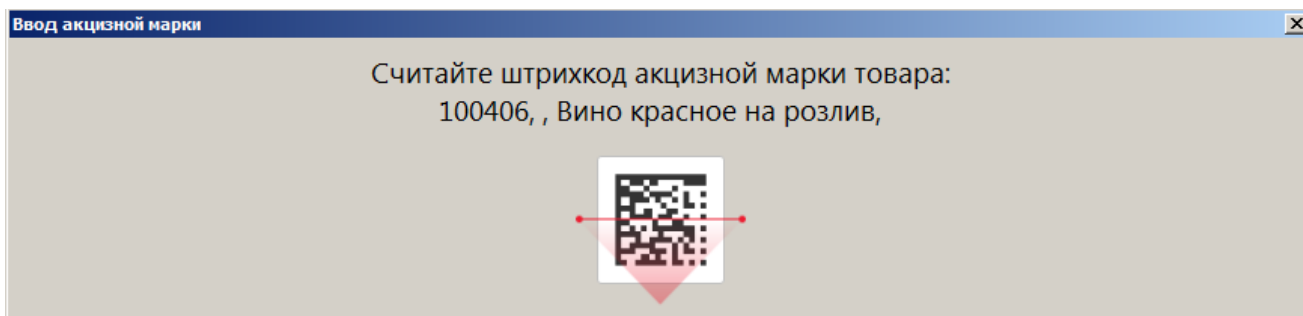 Ввод акцизной марки
Считайте штрихкод акцизной марки товара:
100406, , Вино красное на розлив,